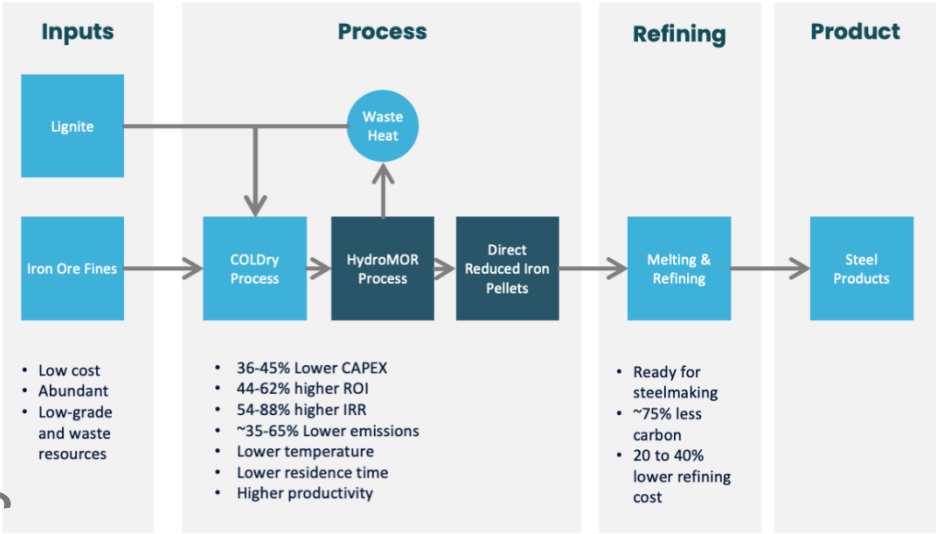 Inputs
Process
Refining
Product
Lignite
Waste
Heat
Iron Ore Fines
COLDry
Process
HydroMOR
Process
Direct
Reduced Iron
Pellets
Melting &
Refining
Steel
Products
• Low cost
• Abundant
• Low-grade
and waste
resources
• 36-45% Lower CAPEX
• 44-62% higher ROI
• 54-88% higher IRR
• ~35-65% Lower emissions
• Lower temperature
• Lower residence time
• Higher productivity
• Ready for
steelmaking
• ~75% less
carbon
• 20 to 40%
lower refining
cost